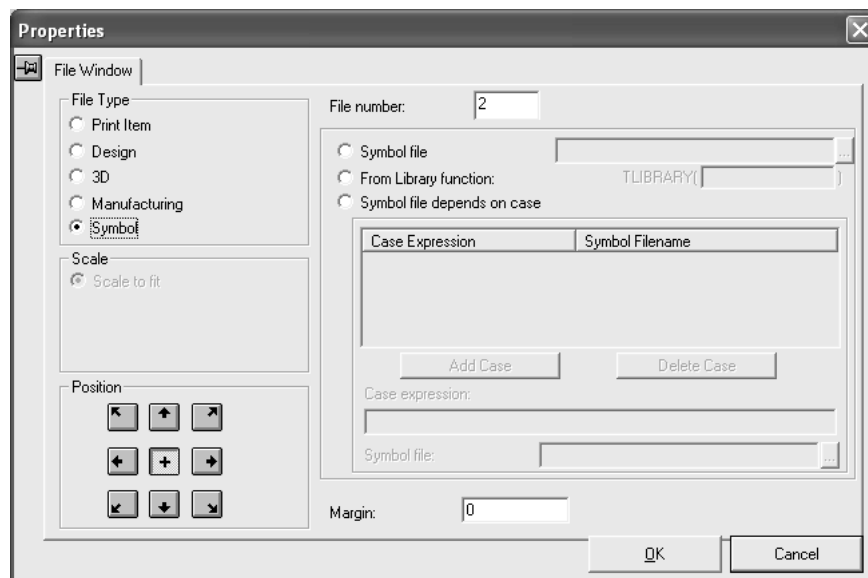 Properties
File Window
File Type
Print Item
Design
3D
Manufacturing
Symbol
Scale
Scale to fit
Position
File number: 2
Symbol file ...
From Library function: TLIBRARY( )
Symbol file depends on case
Case Expression Symbol Filename
Add Case Delete Case
Case expression:
Symbol file: ...
Margin: 0
OK Cancel